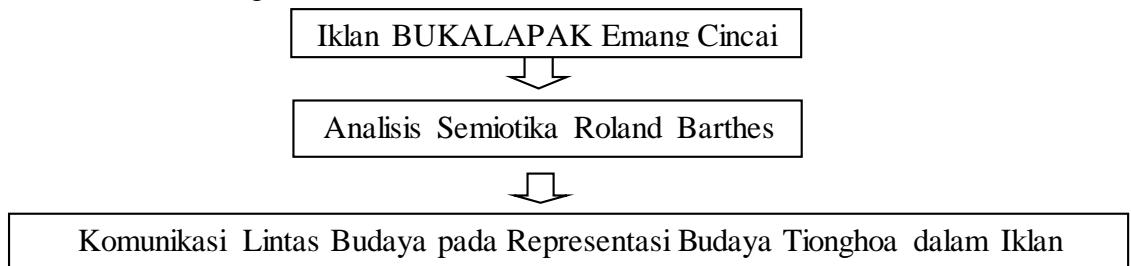 Iklan BUKALAPAK Emang Cincai
Analisis Semiotika Roland Barthes
Komunikasi Lintas Budaya pada Representasi Budaya Tionghoa dalam Iklan